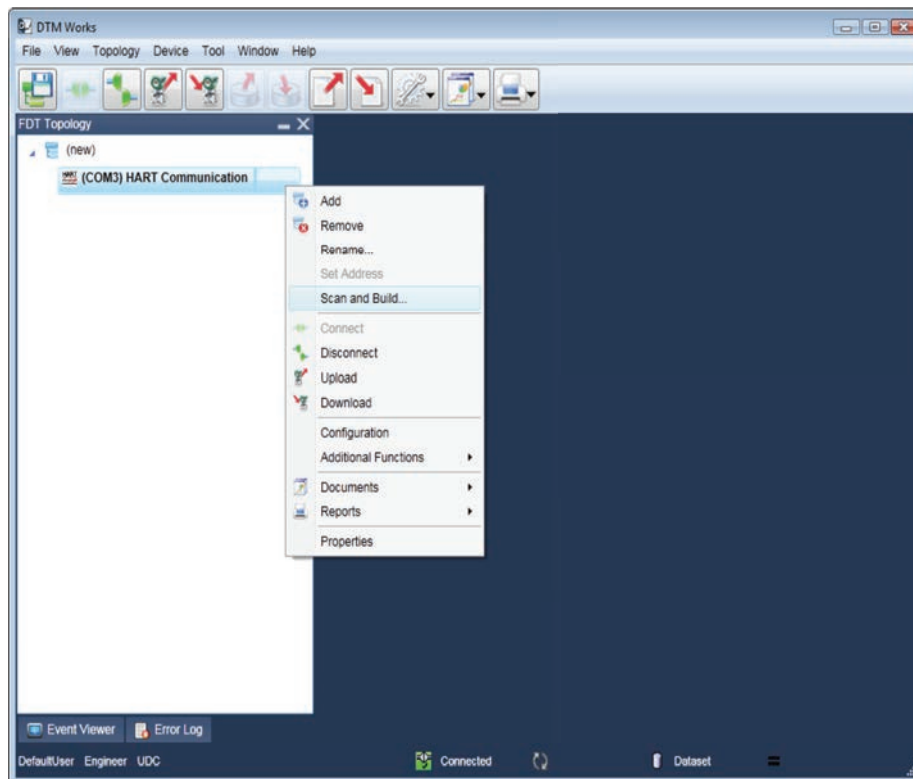 DTM Works
File View Topology Device Tool Window Help
FDT Topology
(new)
(COM3) HART Communication
Add
Remove
Rename...
Set Address
Scan and Build...
Connect
Disconnect
Upload
Download
Configuration
Additional Functions
Documents
Reports
Properties
Event Viewer Error Log
DefaultUser Engineer UDC Connected Dataset